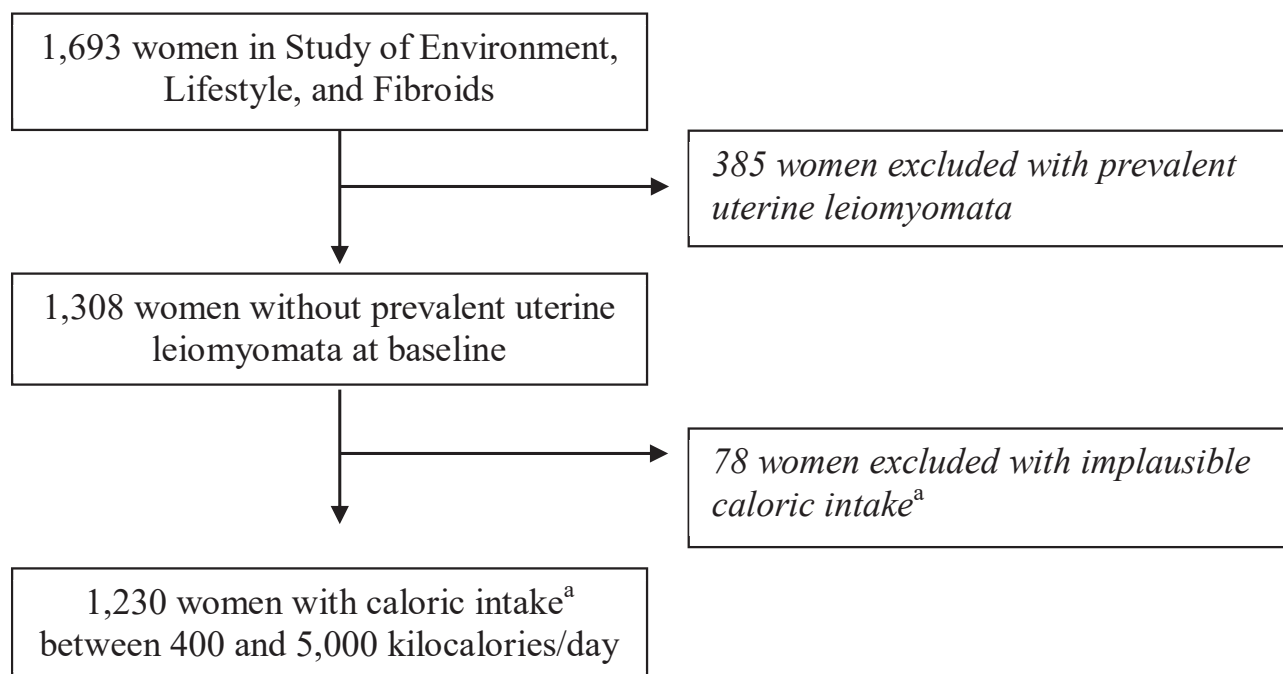 1,693 women in Study of Environment,
Lifestyle, and Fibroids
385 women excluded with prevalent
uterine leiomyomata
1,308 women without prevalent uterine
leiomyomata at baseline
78 women excluded with implausible
caloric intakeᵃ
1,230 women with caloric intakeᵃ
between 400 and 5,000 kilocalories/day